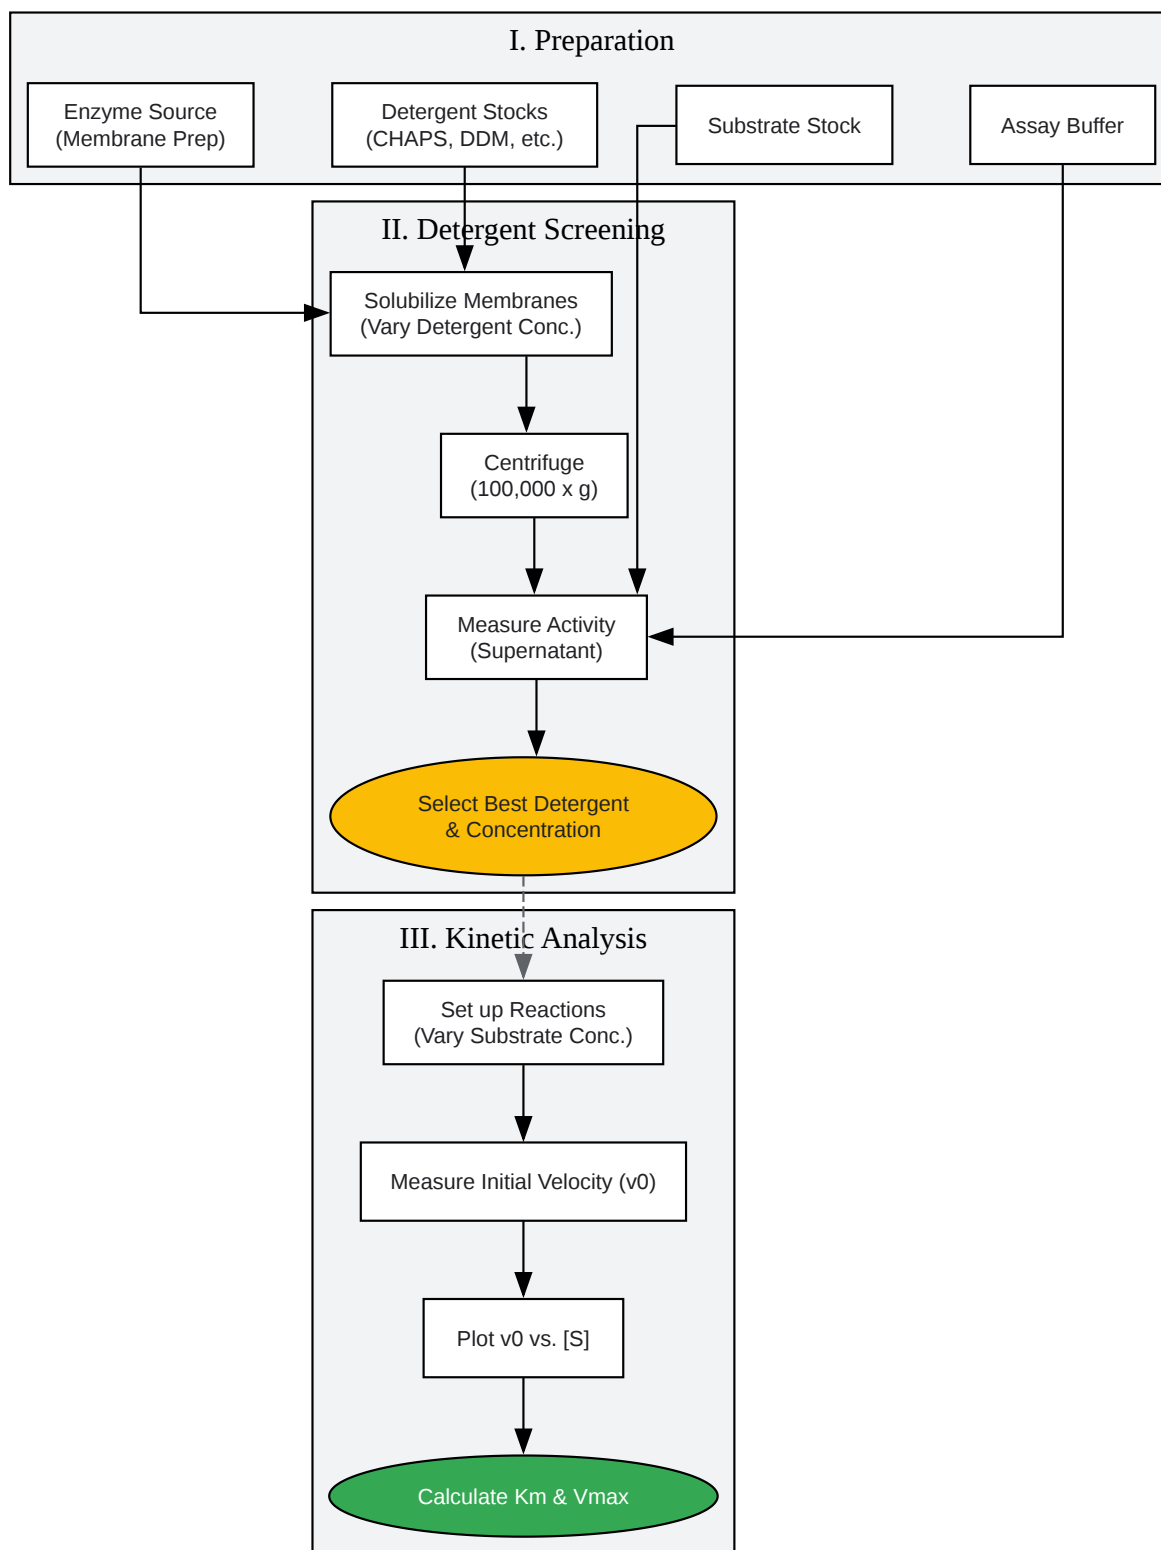 I. Preparation
Enzyme Source
(Membrane Prep)
Detergent Stocks
(CHAPS, DDM, etc.)
Substrate Stock
Assay Buffer
II. Detergent Screening
Solubilize Membranes
(Vary Detergent Conc.)
Centrifuge
(100,000 x g)
Measure Activity
(Supernatant)
Select Best Detergent
& Concentration
III. Kinetic Analysis
Set up Reactions
(Vary Substrate Conc.)
Measure Initial Velocity (v0)
Plot v0 vs. [S]
Calculate Km & Vmax